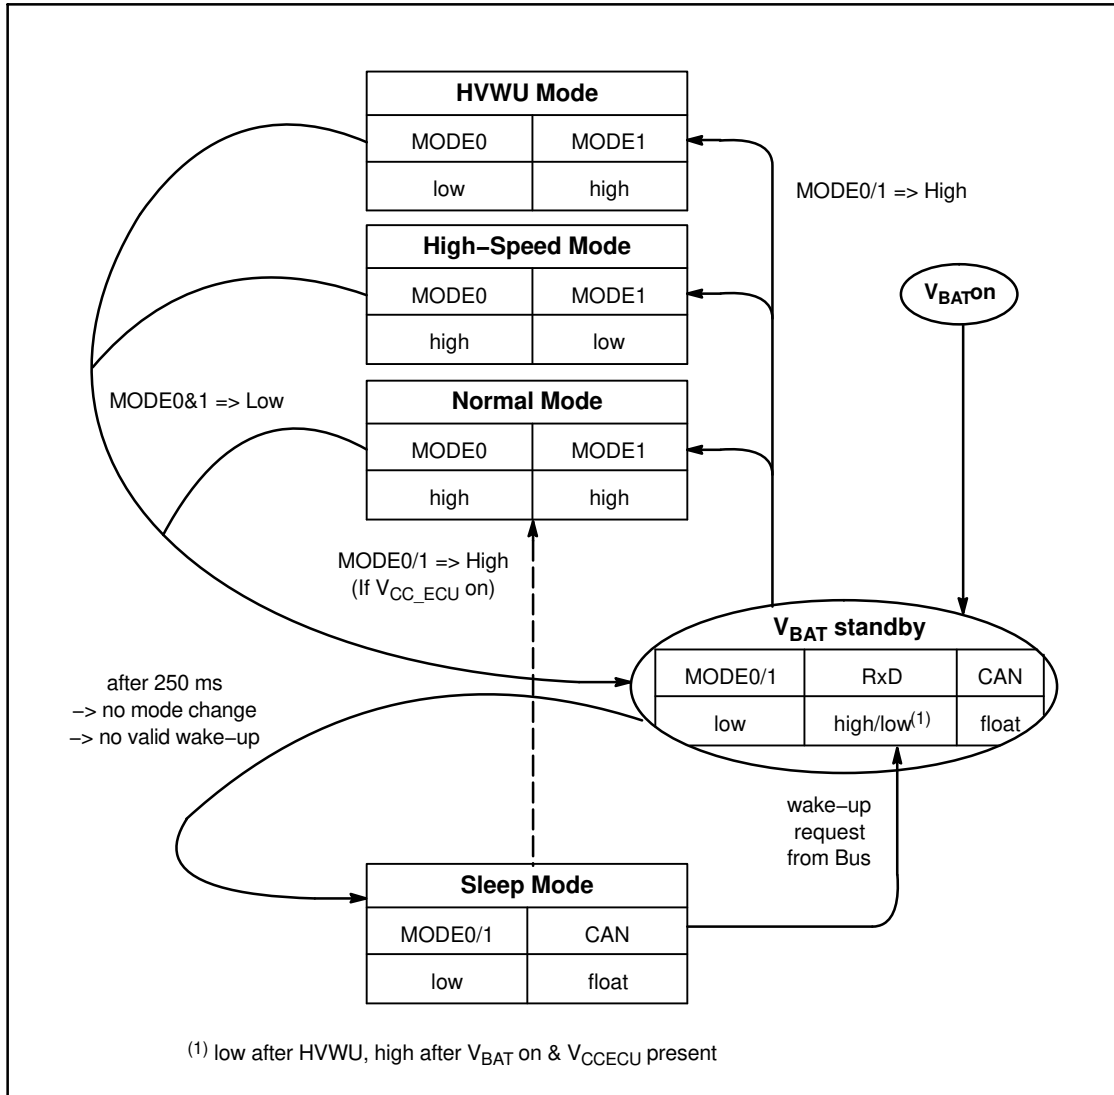 HVWU Mode
MODE0 MODE1
low high
MODE0/1 => High
High–Speed Mode
MODE0 MODE1
high low
VBAT on
MODE0&1 => Low
Normal Mode
MODE0 MODE1
high high
MODE0/1 => High
(If VCC_ECU on)
VBAT standby
MODE0/1 RxD CAN
low high/low(1) float
after 250 ms
–> no mode change
–> no valid wake–up
wake–up
request
from Bus
Sleep Mode
MODE0/1 CAN
low float
(1) low after HVWU, high after VBAT on & VCCECU present